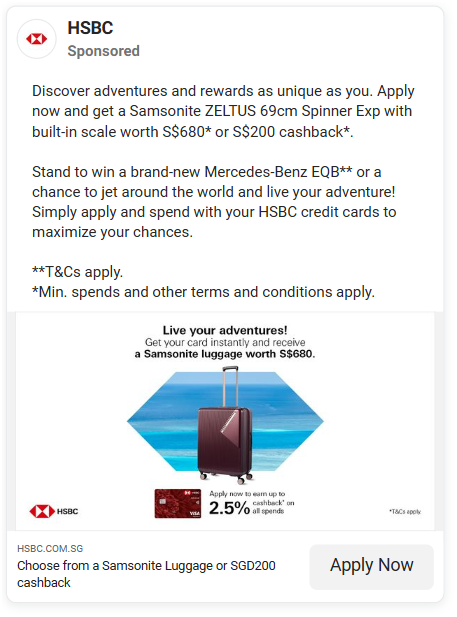 HSBC
Sponsored
Discover adventures and rewards as unique as you. Apply
now and get a Samsonite ZELTUS 69cm Spinner Exp with
built-in scale worth S$680* or S$200 cashback*.
Stand to win a brand-new Mercedes-Benz EQB** or a
chance to jet around the world and live your adventure!
Simply apply and spend with your HSBC credit cards to
maximize your chances.
**T&Cs apply.
*Min. spends and other terms and conditions apply.
Live your adventures!
Get your card instantly and receive
a Samsonite luggage worth S$680.
HSBC
VISA
Apply now to earn up to
2.5% cashback* on
all spends
*T&Cs apply
HSBC.COM.SG
Choose from a Samsonite Luggage or SGD200
cashback
Apply Now